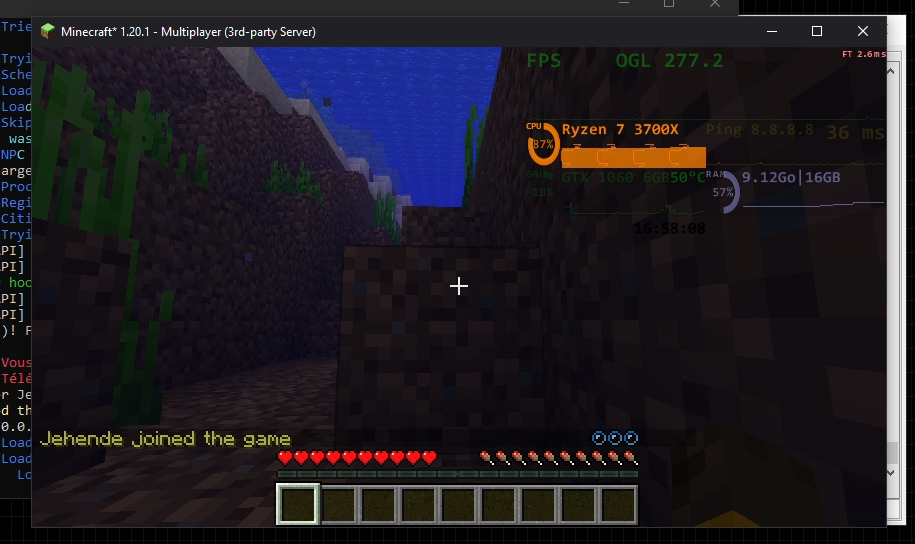 Minecraft* 1.20.1 - Multiplayer (3rd-party Server)
FT 2.6ms
FPS OGL 277.2
CPU 37% Ryzen 7 3700X Ping 8.8.8.8 36 ms
18% GTX 1060 6GB 50°C RAM 57% 9.12Go|16GB
16:58:08
Jehende joined the game
Trie
Tryi
Sche
Load
Load
Skip
was
NPC
arge
Proc
Regi
Citi
Tryi
PI]
PI]
hoo
PI]
PI]
)! F
Vous
Télé
r Je
d th
0.0.
Load
Load
Lo